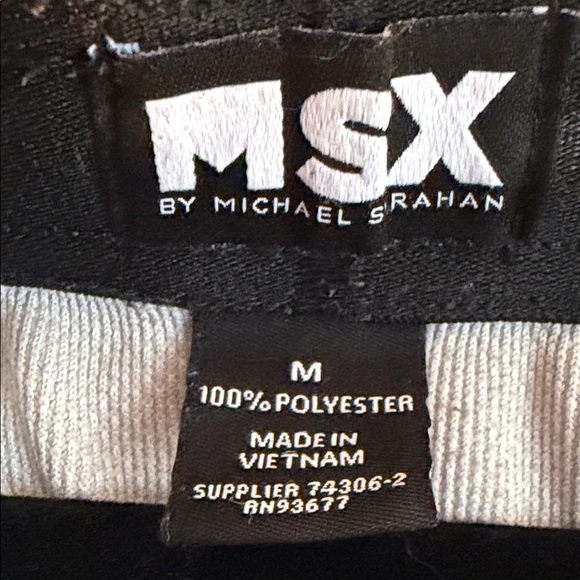 MSX
BY MICHAEL STRAHAN
M
100% POLYESTER
MADE IN
VIETNAM
SUPPLIER 74306-2
RN93677